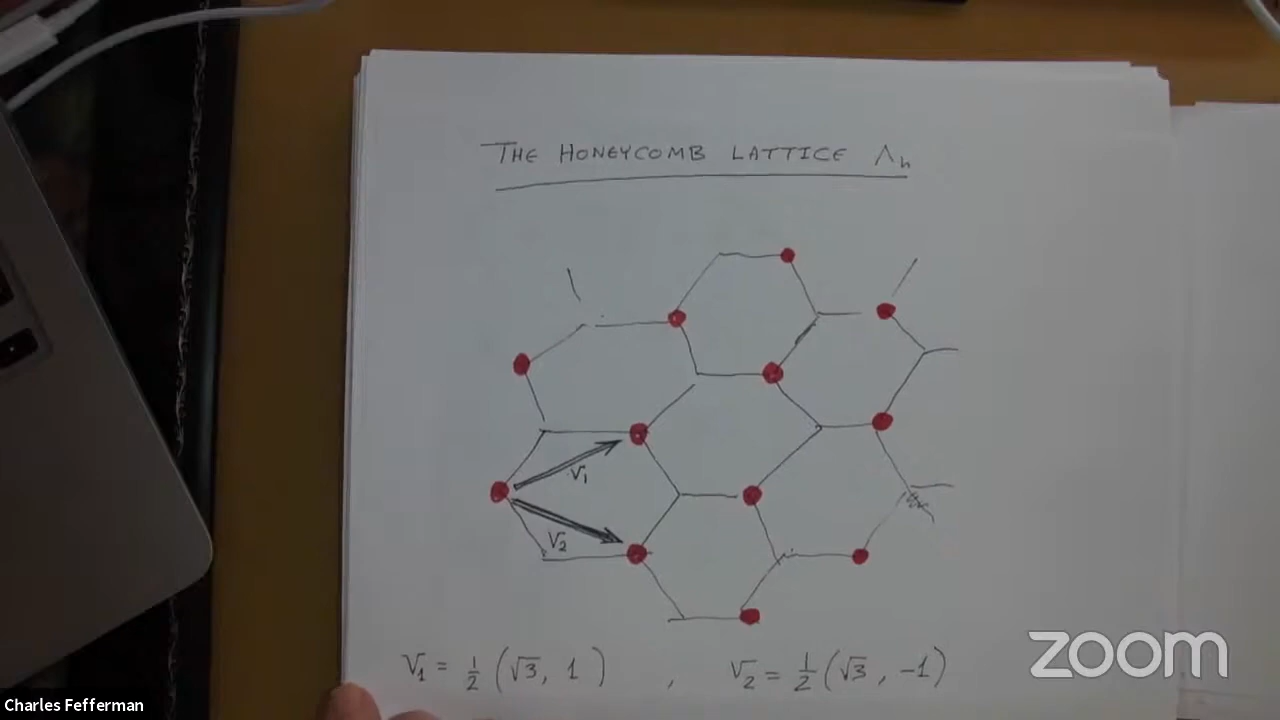 THE HONEYCOMB LATTICE Λh
V1
V2
V1 = 1/2 (√3, 1) , V2 = 1/2 (√3, -1)
zoom
Charles Fefferman